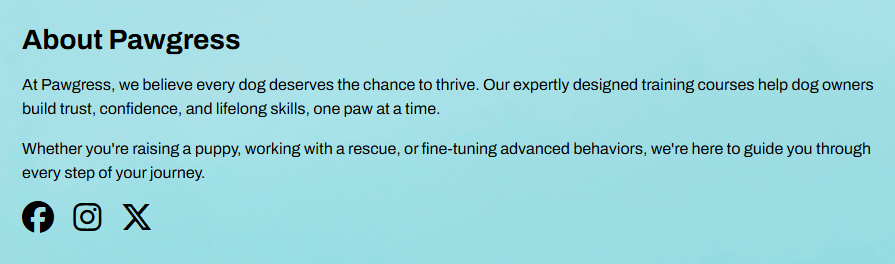 About Pawgress
At Pawgress, we believe every dog deserves the chance to thrive. Our expertly designed training courses help dog owners
build trust, confidence, and lifelong skills, one paw at a time.
Whether you're raising a puppy, working with a rescue, or fine-tuning advanced behaviors, we're here to guide you through
every step of your journey.